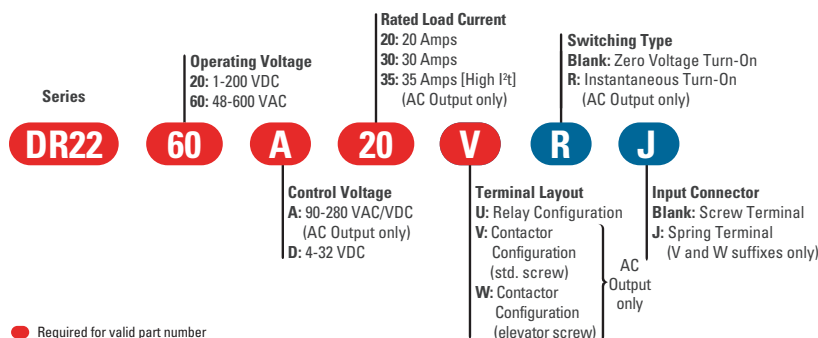 Rated Load Current
20: 20 Amps
30: 30 Amps
35: 35 Amps [High I²t]
(AC Output only)
Operating Voltage
20: 1-200 VDC
60: 48-600 VAC
Switching Type
Blank: Zero Voltage Turn-On
R: Instantaneous Turn-On
(AC Output only)
Series
DR22 60 A 20 V R J
Control Voltage
A: 90-280 VAC/VDC
(AC Output only)
D: 4-32 VDC
Terminal Layout
U: Relay Configuration
V: Contactor
Configuration
(std. screw)
W: Contactor
Configuration
(elevator screw)
AC
Output
only
Input Connector
Blank: Screw Terminal
J: Spring Terminal
(V and W suffixes only)
Required for valid part number